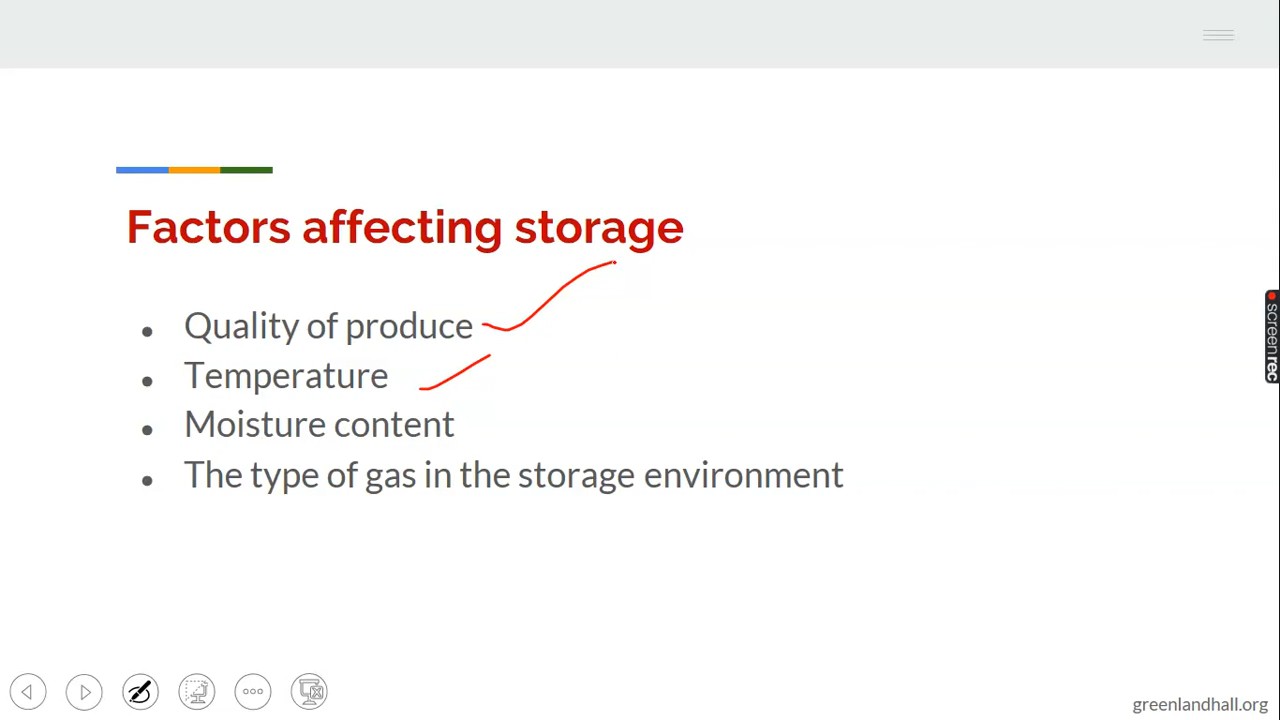 Factors affecting storage
Quality of produce
Temperature
Moisture content
The type of gas in the storage environment
screenrec
greenlandhall.org